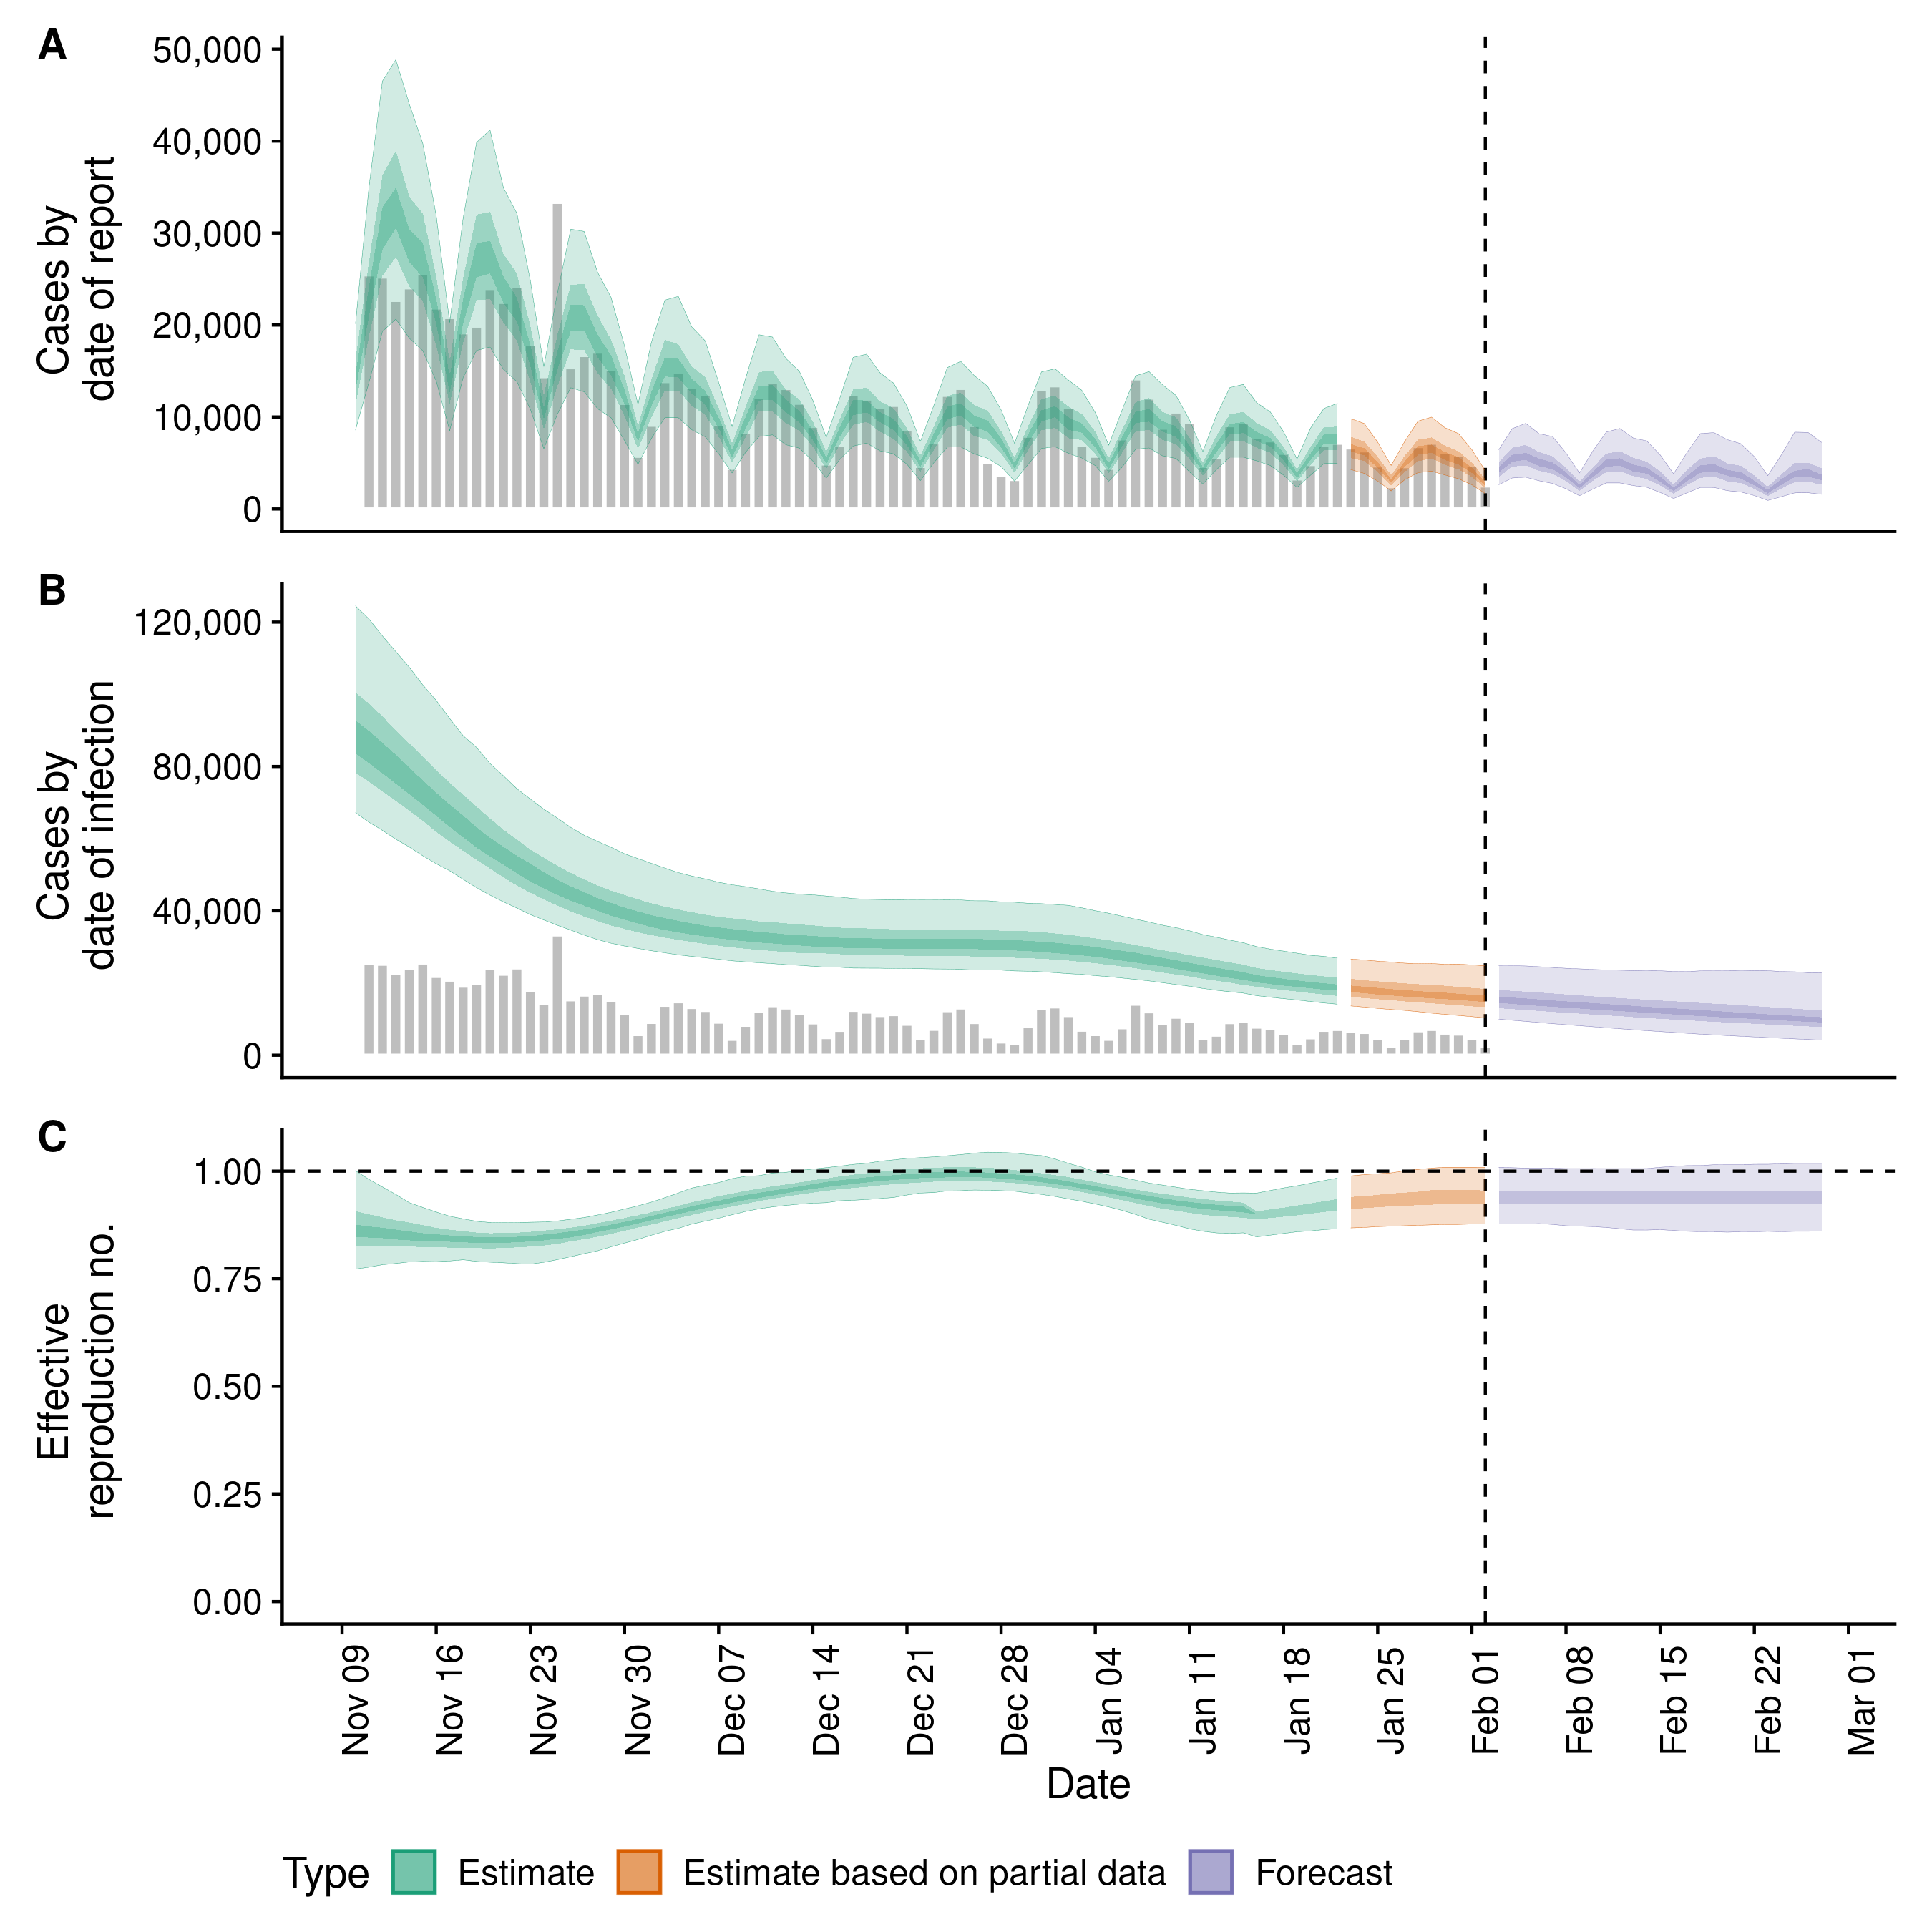 A
50,000
40,000
30,000
20,000
10,000
0
Cases by
date of report
B
120,000
80,000
40,000
0
Cases by
date of infection
C
1.00
0.75
0.50
0.25
0.00
Effective
reproduction no.
Nov 09
Nov 16
Nov 23
Nov 30
Dec 07
Dec 14
Dec 21
Dec 28
Jan 04
Jan 11
Jan 18
Jan 25
Feb 01
Feb 08
Feb 15
Feb 22
Mar 01
Date
Type Estimate Estimate based on partial data Forecast